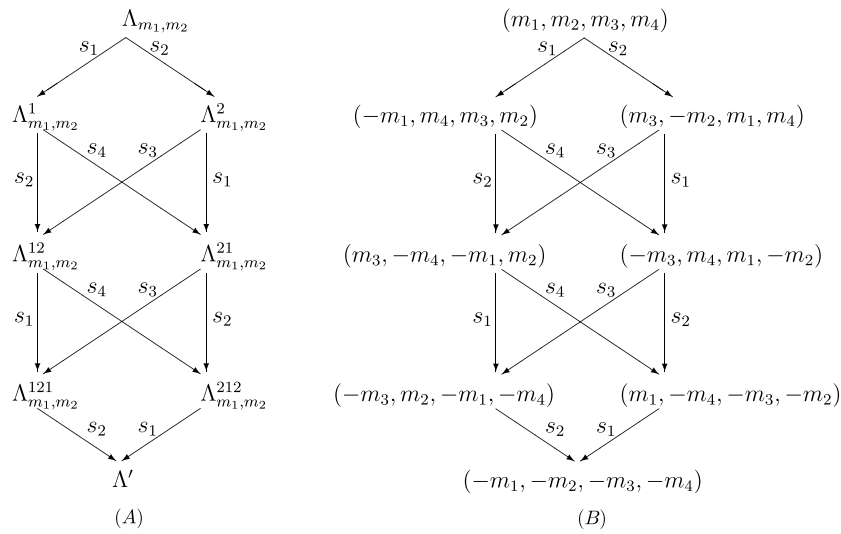 Λ_{m_1,m_2} (m_1, m_2, m_3, m_4)
s_1 s_2 s_1 s_2
Λ^1_{m_1,m_2} Λ^2_{m_1,m_2} (-m_1, m_4, m_3, m_2) (m_3, -m_2, m_1, m_4)
s_4 s_3 s_4 s_3
s_2 s_1 s_2 s_1
Λ^{12}_{m_1,m_2} Λ^{21}_{m_1,m_2} (m_3, -m_4, -m_1, m_2) (-m_3, m_4, m_1, -m_2)
s_4 s_3 s_4 s_3
s_1 s_2 s_1 s_2
Λ^{121}_{m_1,m_2} Λ^{212}_{m_1,m_2} (-m_3, m_2, -m_1, -m_4) (m_1, -m_4, -m_3, -m_2)
s_2 s_1 s_2 s_1
Λ′ (-m_1, -m_2, -m_3, -m_4)
(A) (B)